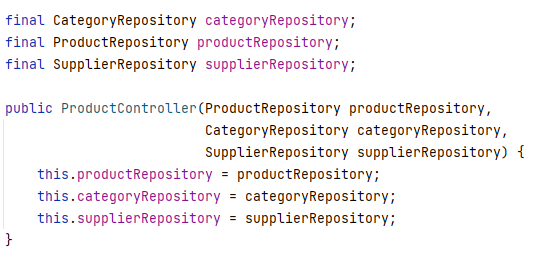 final CategoryRepository categoryRepository;
final ProductRepository productRepository;
final SupplierRepository supplierRepository;

public ProductController(ProductRepository productRepository,
                         CategoryRepository categoryRepository,
                         SupplierRepository supplierRepository) {
    this.productRepository = productRepository;
    this.categoryRepository = categoryRepository;
    this.supplierRepository = supplierRepository;
}